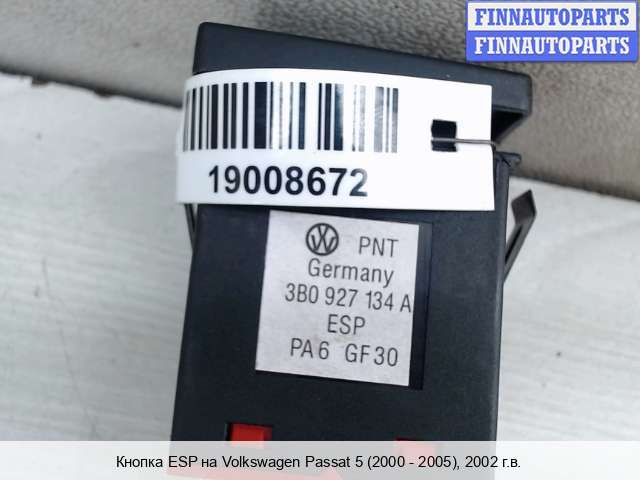 FINNAUTOPARTS
FINNAUTOPARTS
19008672
VW PNT
Germany
3B0 927 134 A
ESP
PA6 GF30
Кнопка ESP на Volkswagen Passat 5 (2000 - 2005), 2002 г.в.